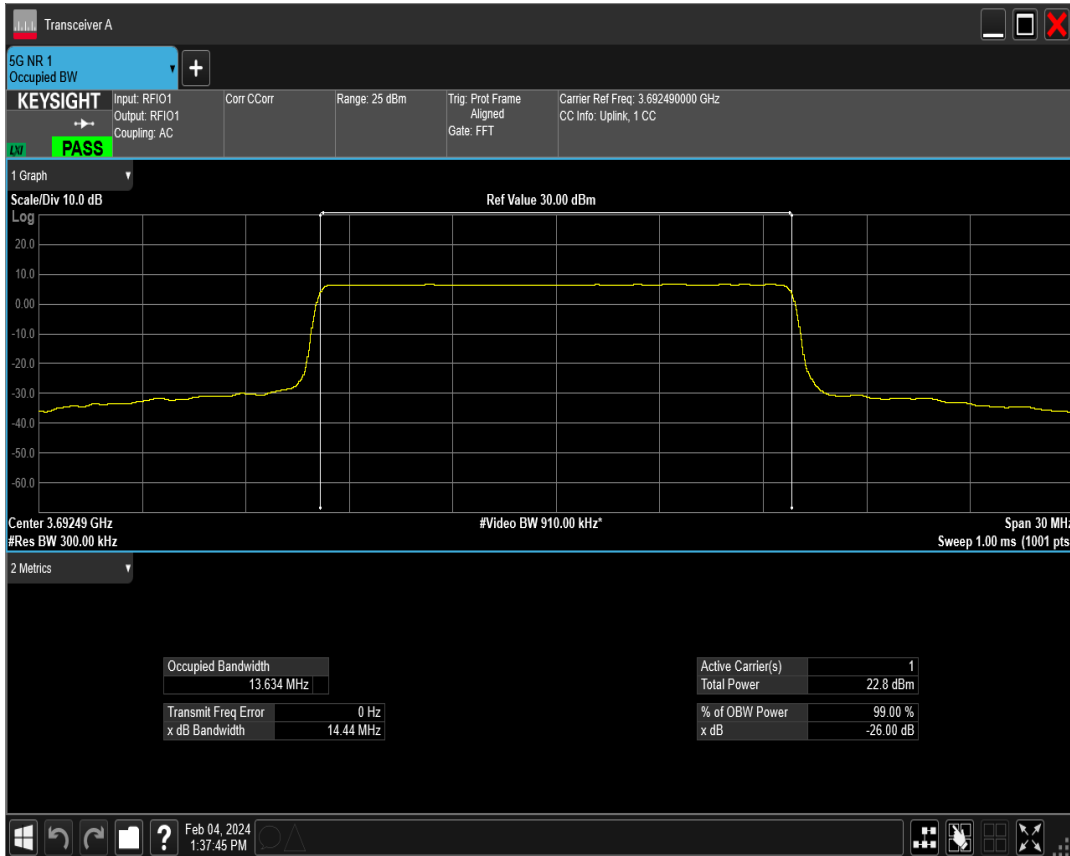 Transceiver A
5G NR 1
Occupied BW
+
KEYSIGHT
LXI
PASS
Input: RFIO1
Output: RFIO1
Coupling: AC
Corr CCorr
Range: 25 dBm
Trig: Prot Frame
Aligned
Gate: FFT
Carrier Ref Freq: 3.692490000 GHz
CC Info: Uplink, 1 CC
1 Graph
Scale/Div 10.0 dB
Ref Value 30.00 dBm
Log
20.0
10.0
0.00
-10.0
-20.0
-30.0
-40.0
-50.0
-60.0
Center 3.69249 GHz
#Video BW 910.00 kHz*
Span 30 MHz
#Res BW 300.00 kHz
Sweep 1.00 ms (1001 pts
2 Metrics
Occupied Bandwidth
13.634 MHz
Transmit Freq Error 0 Hz
x dB Bandwidth 14.44 MHz
Active Carrier(s) 1
Total Power 22.8 dBm
% of OBW Power 99.00 %
x dB -26.00 dB
?
Feb 04, 2024
1:37:45 PM